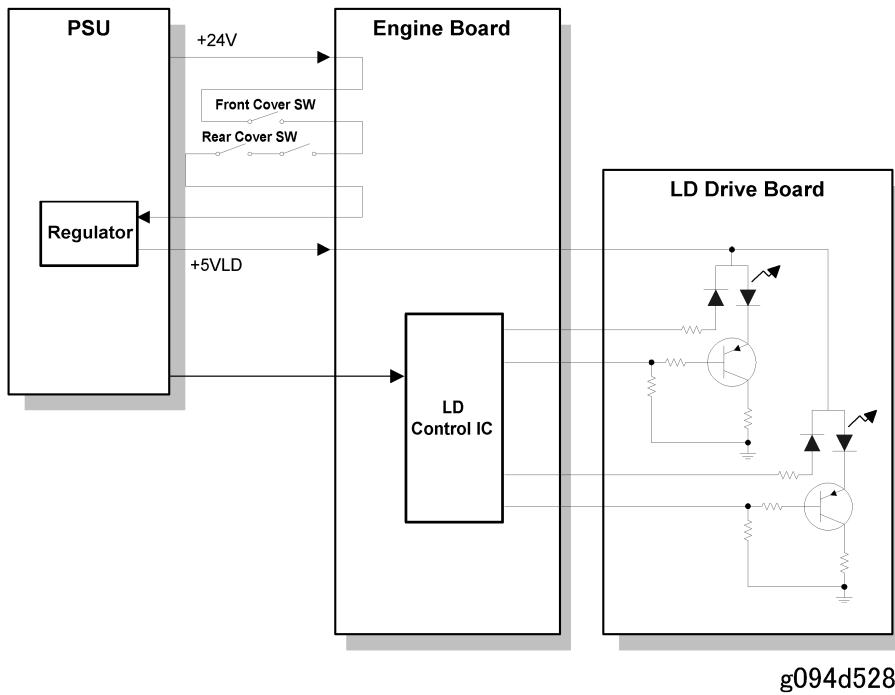 PSU
Engine Board
+24V
Front Cover SW
Rear Cover SW
LD Drive Board
Regulator
+5VLD
LD
Control IC
g094d528